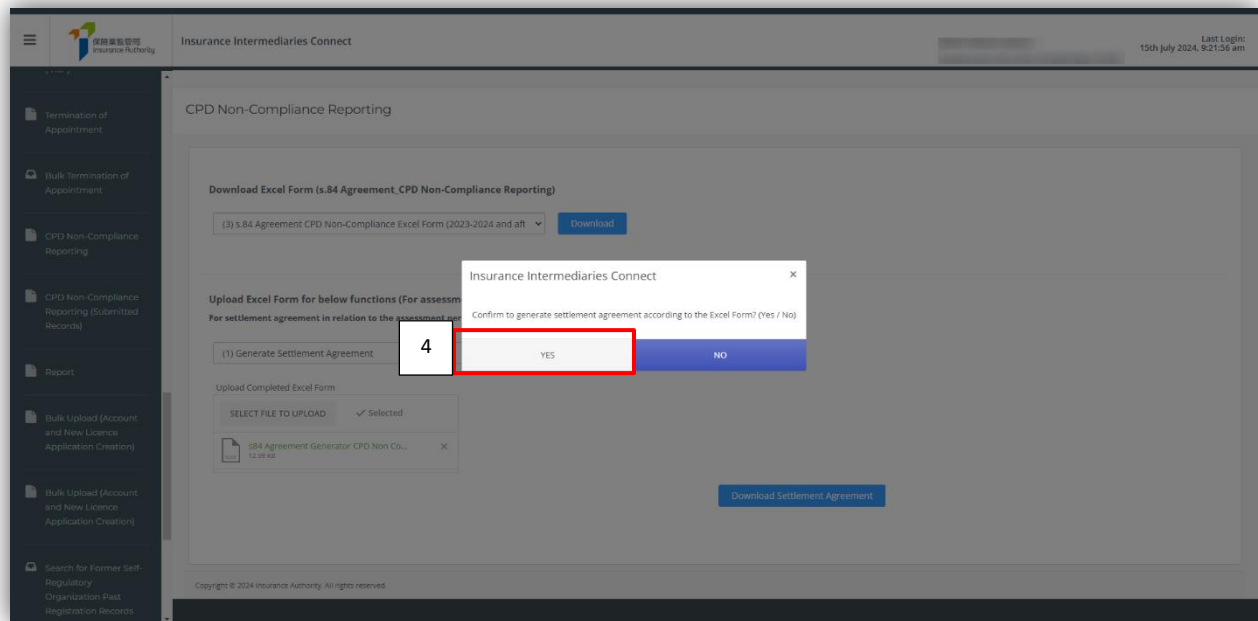 保險業監管局
Insurance Authority
Insurance Intermediaries Connect
Last Login:
15th July 2024, 9:21:56 am
Termination of
Appointment
Bulk Termination of
Appointment
CPD Non-Compliance
Reporting
CPD Non-Compliance
Reporting (Submitted
Records)
Report
Bulk Upload (Account
and New Licence
Application Creation)
Bulk Upload (Account
and New Licence
Application Creation)
Search for Former Self-
Regulatory
Organization Past
Registration Records
CPD Non-Compliance Reporting
Download Excel Form (s.84 Agreement_CPD Non-Compliance Reporting)
(3) s.84 Agreement CPD Non-Compliance Excel Form (2023-2024 and aft
Download
Upload Excel Form for below functions (For assessm
For settlement agreement in relation to the assessment per
(1) Generate Settlement Agreement
Upload Completed Excel Form
SELECT FILE TO UPLOAD ✓ Selected
s84 Agreement Generator CPD Non Co... ×
12.09 KB
Download Settlement Agreement
Copyright © 2024 Insurance Authority. All rights reserved.
Insurance Intermediaries Connect ×
Confirm to generate settlement agreement according to the Excel Form? (Yes / No)
4
YES
NO